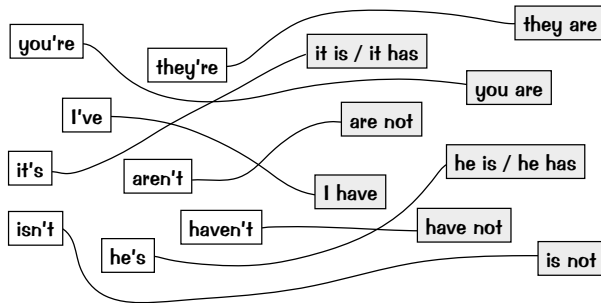 they are
you're
it is / it has
they're
you are
I've
are not
he is / he has
it's
aren't
I have
isn't
haven't
have not
he's
is not